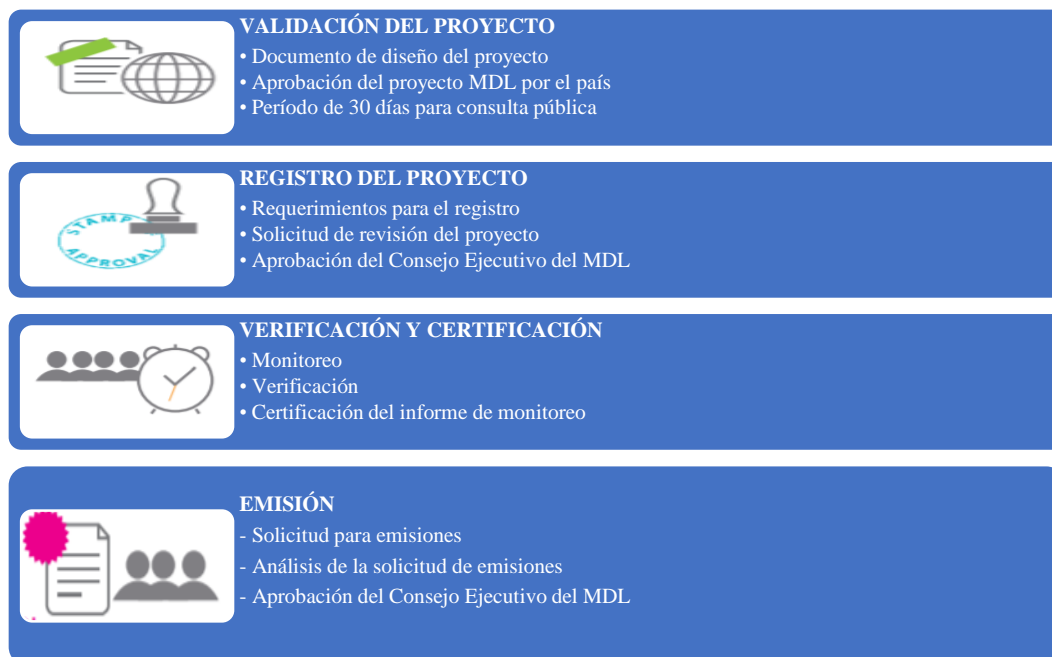 VALIDACIÓN DEL PROYECTO
• Documento de diseño del proyecto
• Aprobación del proyecto MDL por el país
• Período de 30 días para consulta pública
REGISTRO DEL PROYECTO
• Requerimientos para el registro
• Solicitud de revisión del proyecto
• Aprobación del Consejo Ejecutivo del MDL
STAMP
APPROVAL
VERIFICACIÓN Y CERTIFICACIÓN
• Monitoreo
• Verificación
• Certificación del informe de monitoreo
EMISIÓN
- Solicitud para emisiones
- Análisis de la solicitud de emisiones
- Aprobación del Consejo Ejecutivo del MDL